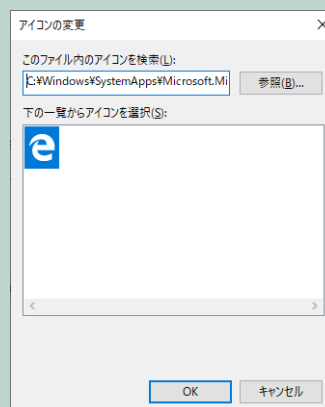 アイコンの変更
このファイル内のアイコンを検索(L):
C:¥Windows¥SystemApps¥Microsoft.Mi
参照(B)...
下の一覧からアイコンを選択(S):
OK
キャンセル